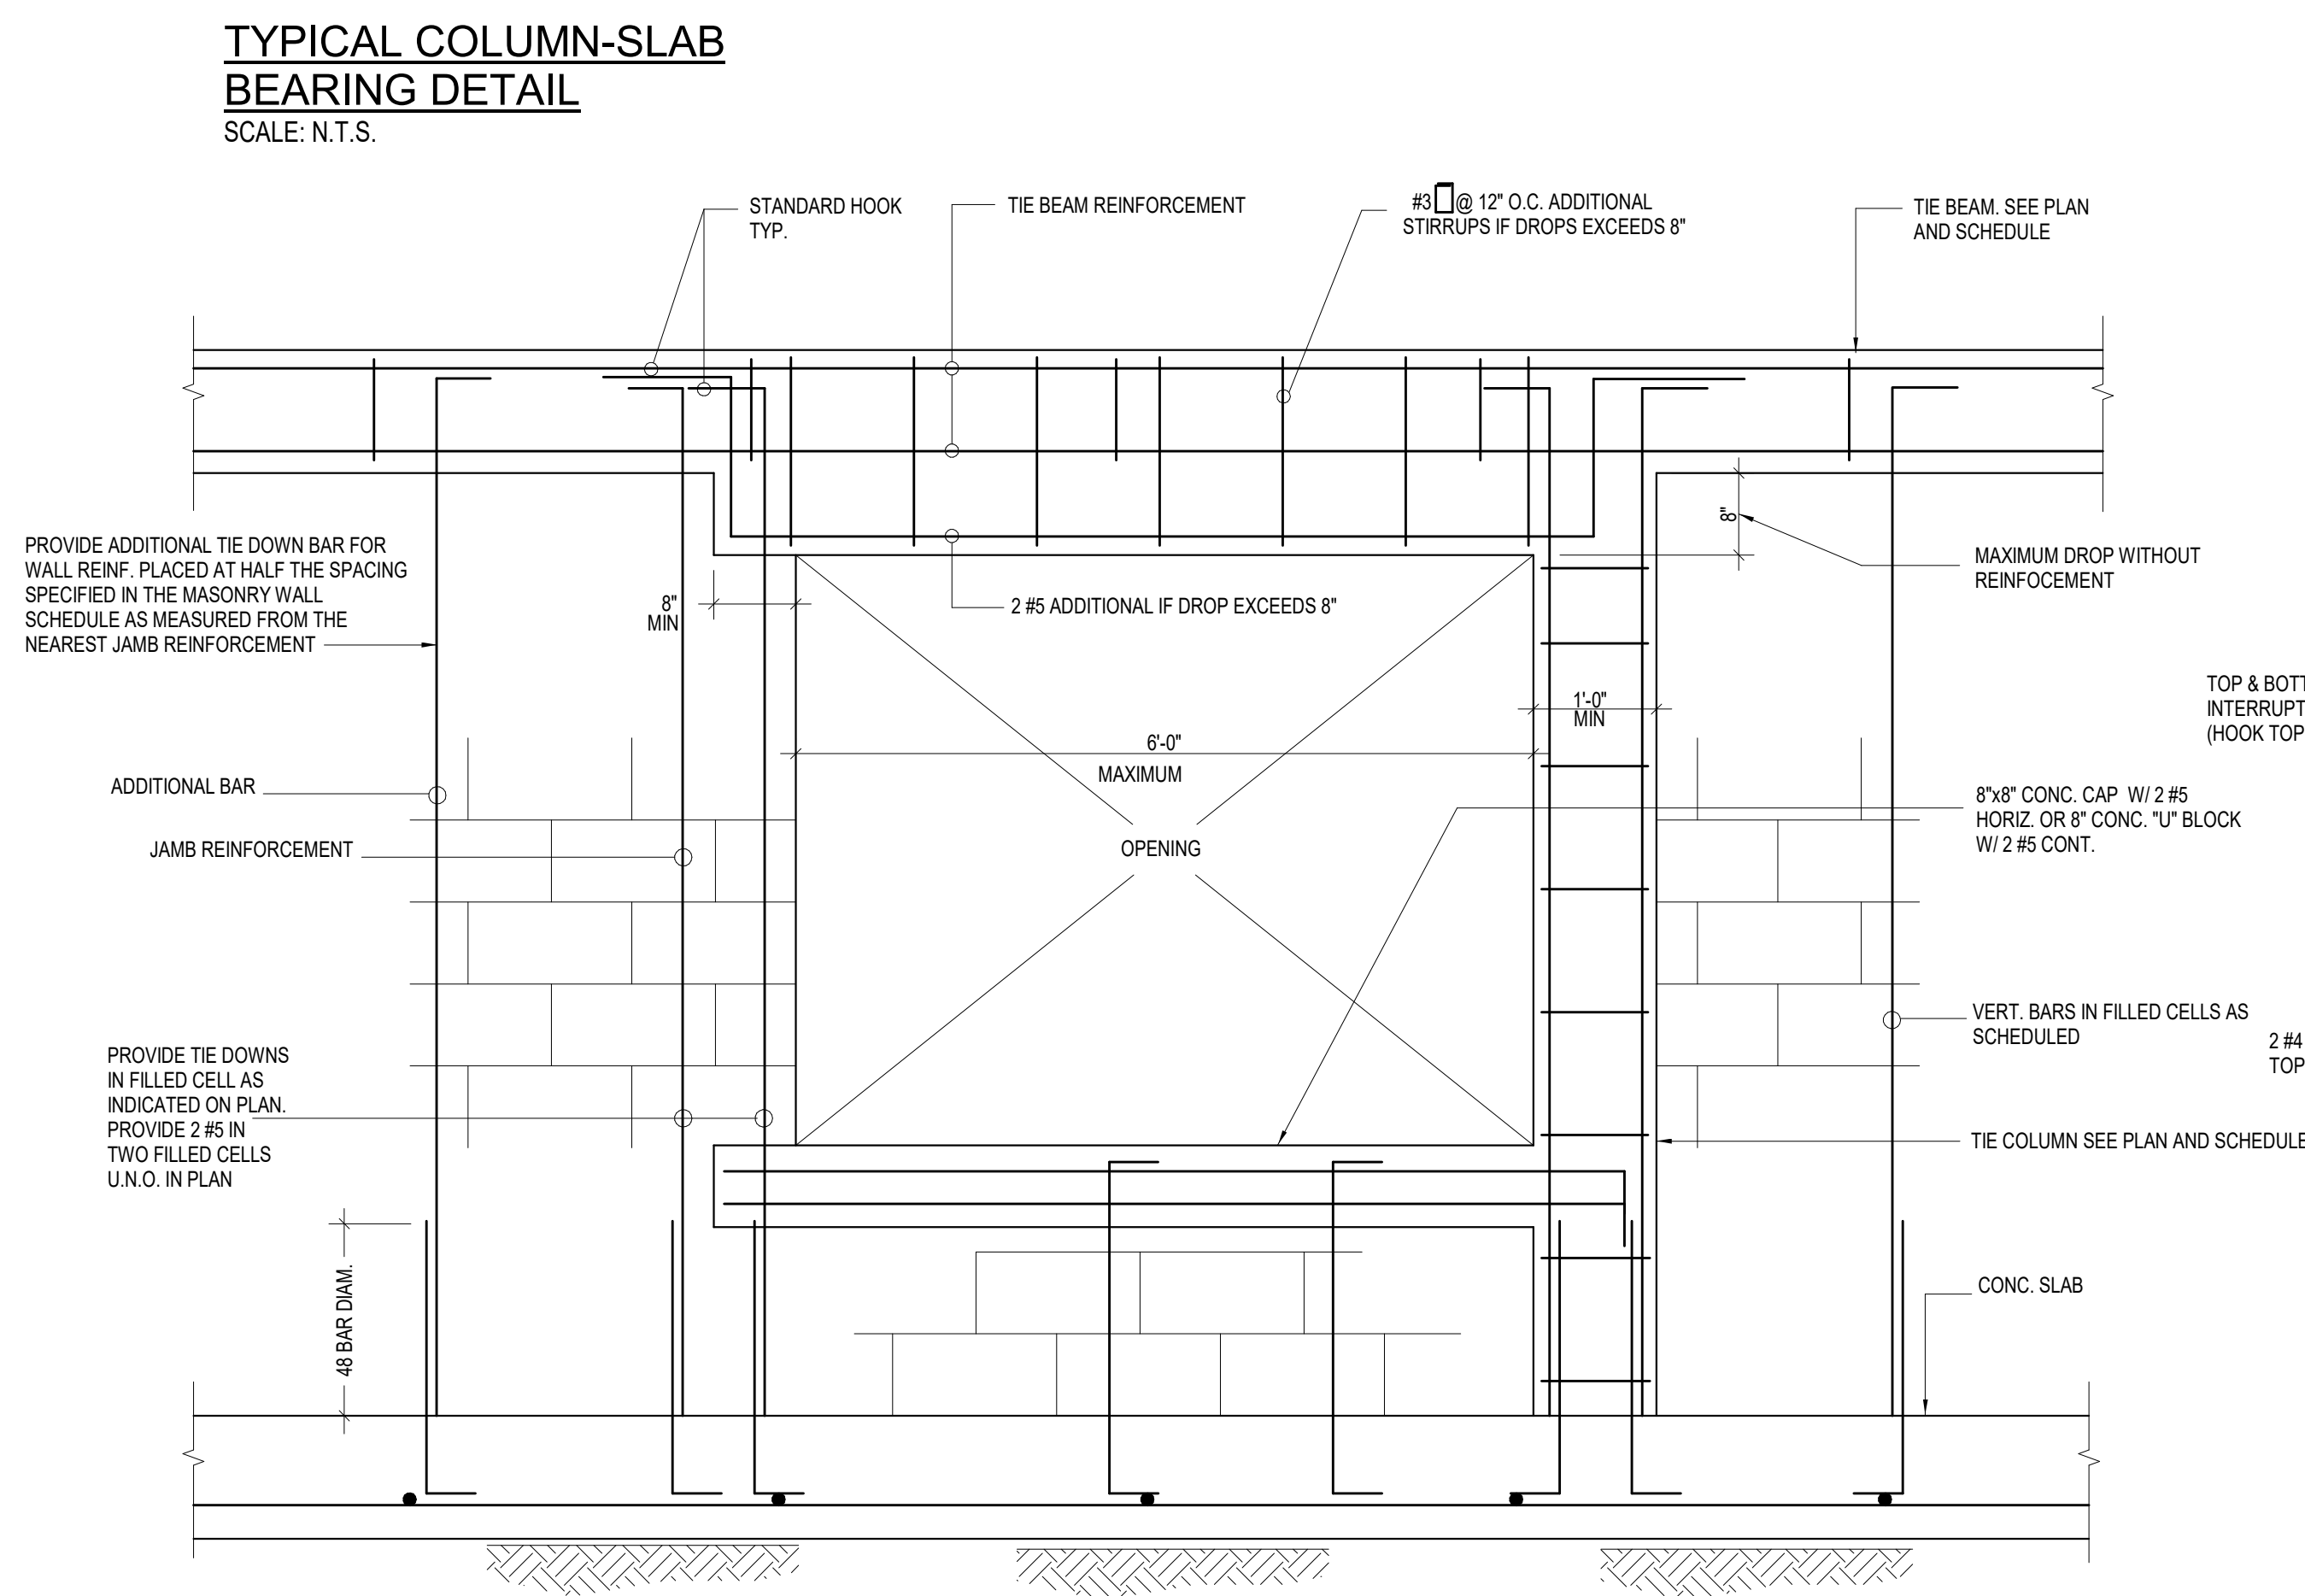 TYPICAL COLUMN-SLAB
BEARING DETAIL
SCALE: N.T.S.
STANDARD HOOK
TYP.
TIE BEAM REINFORCEMENT
#3 @ 12" O.C. ADDITIONAL
STIRRUPS IF DROPS EXCEEDS 8"
TIE BEAM. SEE PLAN
AND SCHEDULE
PROVIDE ADDITIONAL TIE DOWN BAR FOR
WALL REINF. PLACED AT HALF THE SPACING
SPECIFIED IN THE MASONRY WALL
SCHEDULE AS MEASURED FROM THE
NEAREST JAMB REINFORCEMENT
8"
MIN
2 #5 ADDITIONAL IF DROP EXCEEDS 8"
8"
MAXIMUM DROP WITHOUT
REINFOCEMENT
1'-0"
MIN
6'-0"
MAXIMUM
TOP & BOTT
INTERRUPT
(HOOK TOP
ADDITIONAL BAR
JAMB REINFORCEMENT
OPENING
8"x8" CONC. CAP W/ 2 #5
HORIZ. OR 8" CONC. "U" BLOCK
W/ 2 #5 CONT.
VERT. BARS IN FILLED CELLS AS
SCHEDULED
2 #4
TOP
PROVIDE TIE DOWNS
IN FILLED CELL AS
INDICATED ON PLAN.
PROVIDE 2 #5 IN
TWO FILLED CELLS
U.N.O. IN PLAN
TIE COLUMN SEE PLAN AND SCHEDULE
48 BAR DIAM.
CONC. SLAB